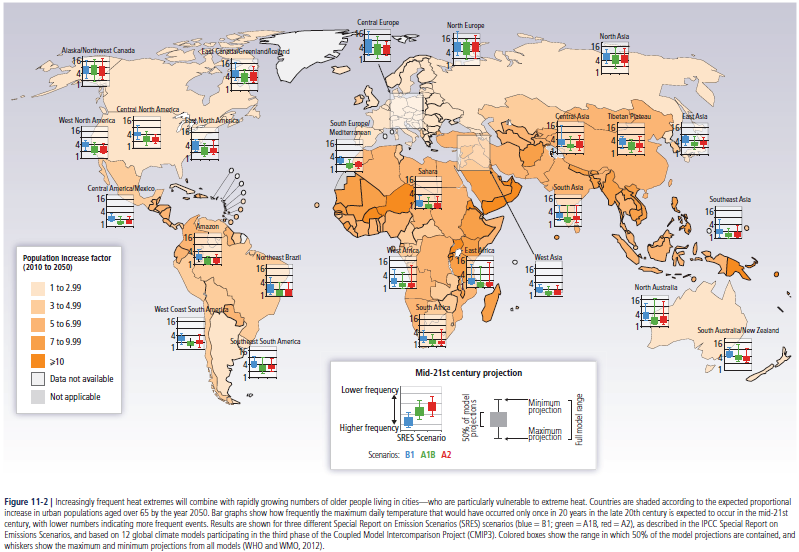 Central Europe
North Europe
16
4
1
16
4
1
North Asia
16
4
1
Alaska/Northwest Canada
16
4
1
East Canada/Greenland/Iceland
16
4
1
Central North America
16
4
1
West North America
16
4
1
East North America
16
4
1
South Europe/
Mediterranean
16
4
1
Central Asia
16
4
1
Tibetan Plateau
16
4
1
East Asia
16
4
1
Sahara
16
4
1
Central America/Mexico
16
4
1
South Asia
16
4
1
Southeast Asia
16
4
1
Amazon
16
4
1
Northeast Brazil
16
4
1
West Africa
16
4
1
East Africa
16
4
1
West Asia
16
4
1
North Australia
16
4
1
West Coast South America
16
4
1
South Africa
16
4
1
Southeast South America
16
4
1
South Australia/New Zealand
16
4
1
Population increase factor
(2010 to 2050)
1 to 2.99
3 to 4.99
5 to 6.99
7 to 9.99
≥10
Data not available
Not applicable
Mid-21st century projection
Lower frequency
Higher frequency
SRES Scenario
50% of model
projections
Minimum
projection
Maximum
projection
Full model range
Scenarios: B1 A1B A2
Figure 11-2 | Increasingly frequent heat extremes will combine with rapidly growing numbers of older people living in cities—who are particularly vulnerable to extreme heat. Countries are shaded according to the expected proportional
increase in urban populations aged over 65 by the year 2050. Bar graphs show how frequently the maximum daily temperature that would have occurred only once in 20 years in the late 20th century is expected to occur in the mid-21st
century, with lower numbers indicating more frequent events. Results are shown for three different Special Report on Emission Scenarios (SRES) scenarios (blue = B1; green = A1B, red = A2), as described in the IPCC Special Report on
Emissions Scenarios, and based on 12 global climate models participating in the third phase of the Coupled Model Intercomparison Project (CMIP3). Colored boxes show the range in which 50% of the model projections are contained, and
whiskers show the maximum and minimum projections from all models (WHO and WMO, 2012).